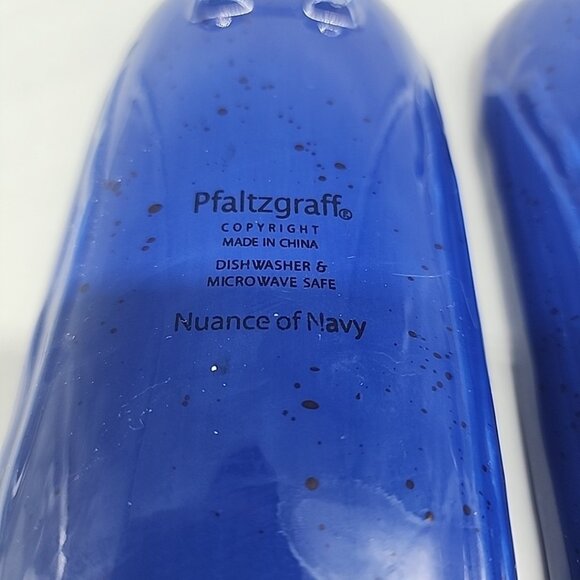 Pfaltzgraff®
COPYRIGHT
MADE IN CHINA
DISHWASHER &
MICROWAVE SAFE
Nuance of Navy